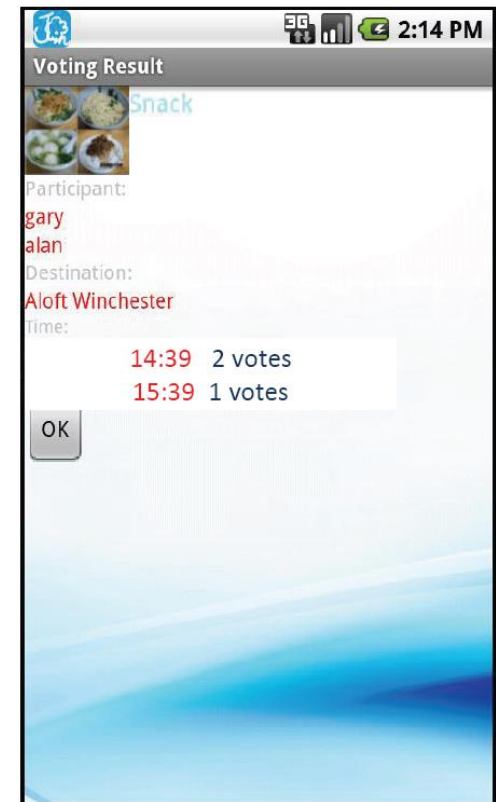 3G 2:14 PM
Voting Result
Snack
Participant:
gary
alan
Destination:
Aloft Winchester
Time:
14:39 2 votes
15:39 1 votes
OK